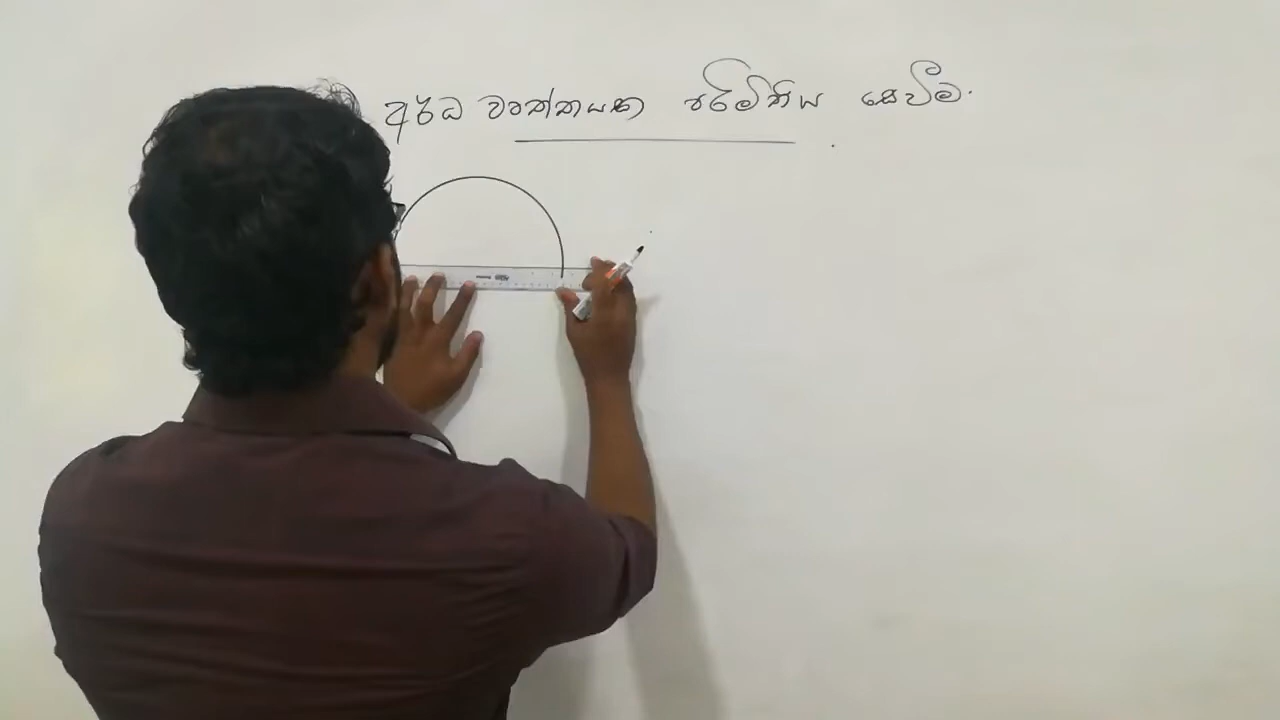 අර්ධ වෘත්තයක පරිමිතිය සෙවීම.